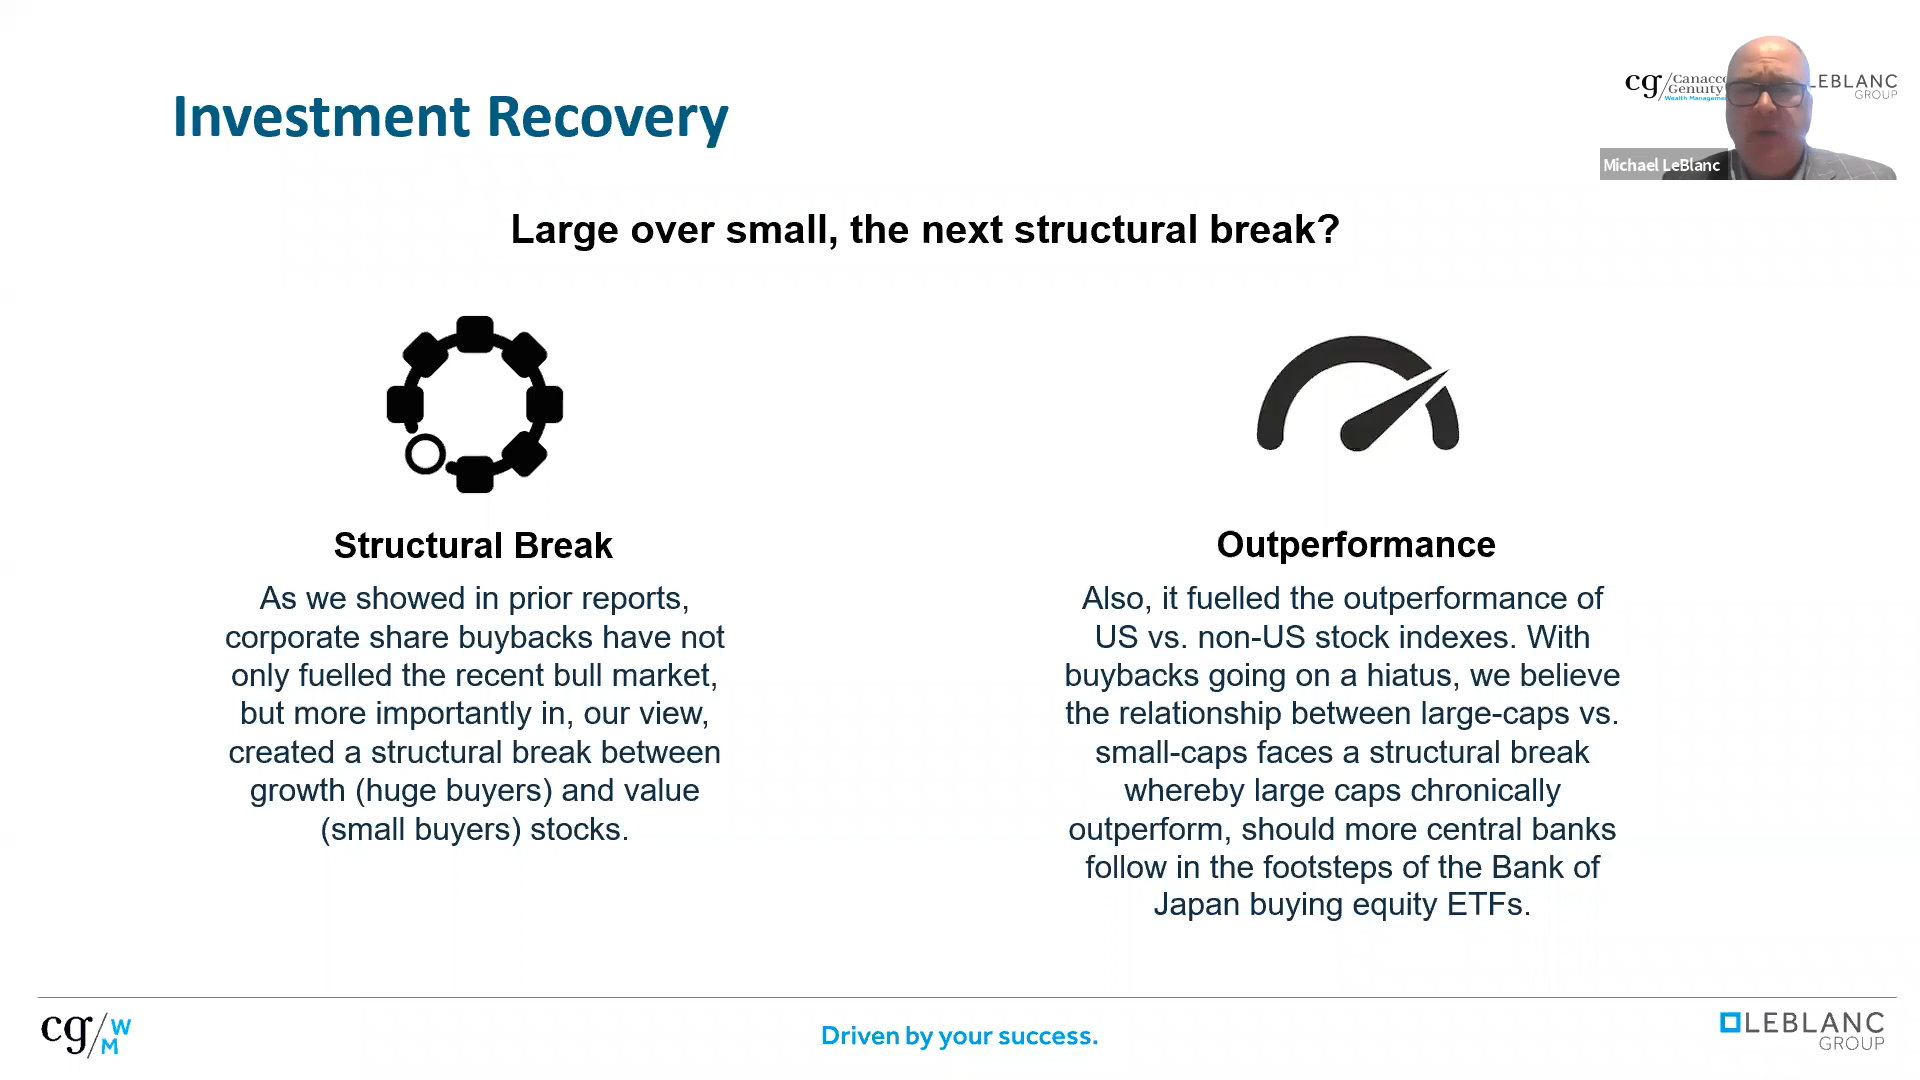 Investment Recovery
cg/Canacco
Genuity
Wealth Management
LEBLANC
GROUP
Michael LeBlanc
Large over small, the next structural break?
Structural Break
As we showed in prior reports,
corporate share buybacks have not
only fuelled the recent bull market,
but more importantly in, our view,
created a structural break between
growth (huge buyers) and value
(small buyers) stocks.
Outperformance
Also, it fuelled the outperformance of
US vs. non-US stock indexes. With
buybacks going on a hiatus, we believe
the relationship between large-caps vs.
small-caps faces a structural break
whereby large caps chronically
outperform, should more central banks
follow in the footsteps of the Bank of
Japan buying equity ETFs.
cg/WM
Driven by your success.
LEBLANC
GROUP